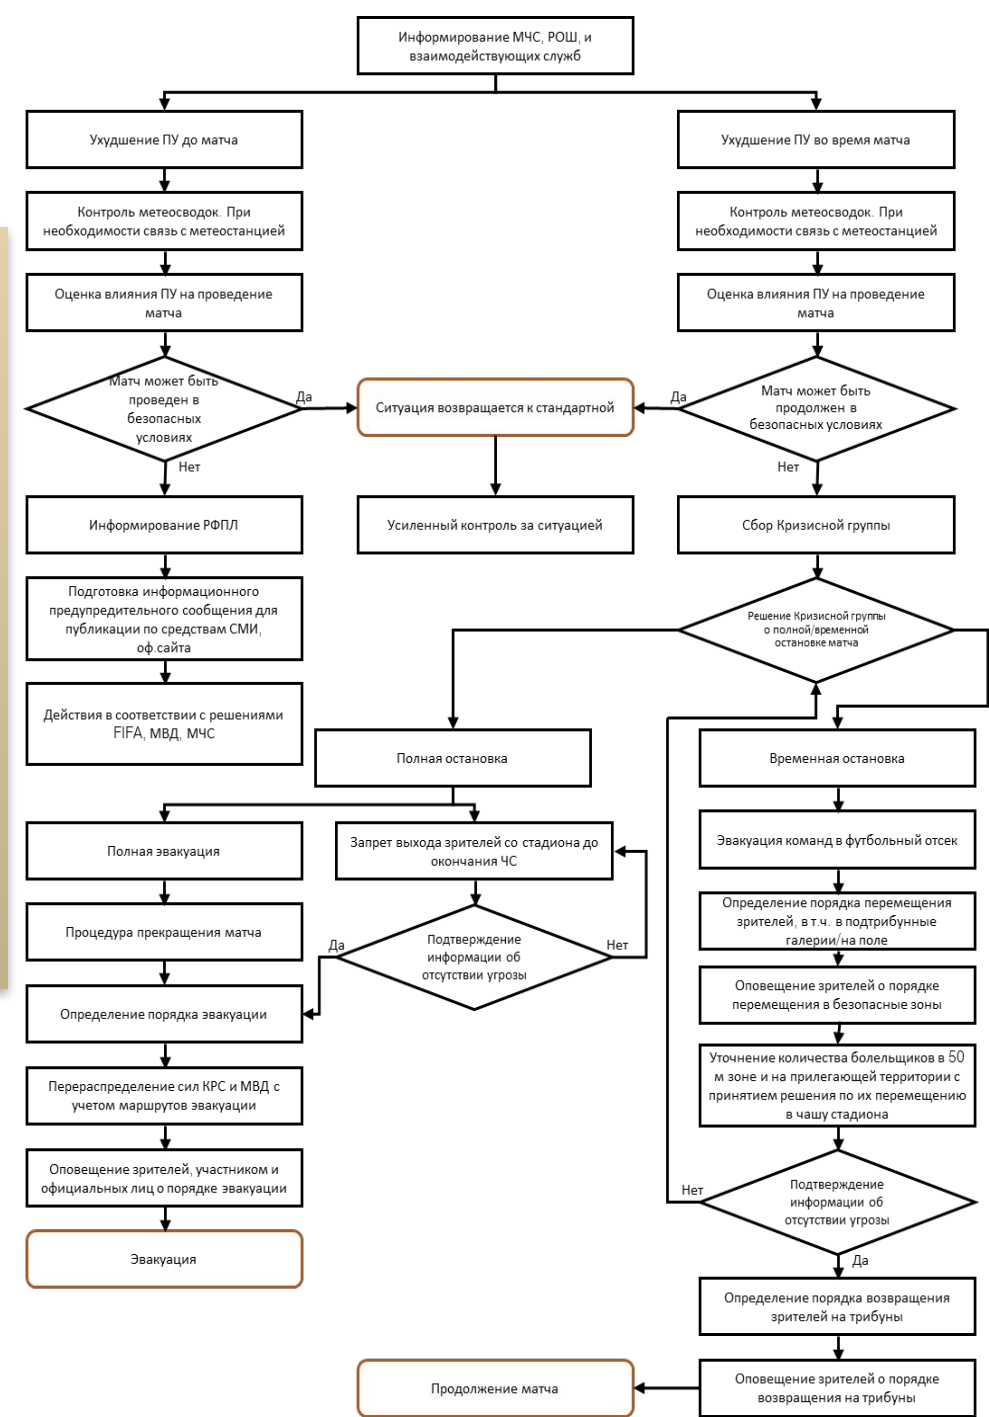 Информирование МЧС, РОШ, и
взаимодействующих служб
Ухудшение ПУ до матча
Ухудшение ПУ во время матча
Контроль метеосводок. При
необходимости связь с метеостанцией
Контроль метеосводок. При
необходимости связь с метеостанцией
Оценка влияния ПУ на проведение
матча
Оценка влияния ПУ на проведение
матча
Матч может быть
проведен в
безопасных
условиях
Да
Ситуация возвращается к стандартной
Да
Матч может быть
продолжен в
безопасных условиях
Нет
Нет
Информирование РФПЛ
Усиленный контроль за ситуацией
Сбор Кризисной группы
Подготовка информационного
предупредительного сообщения для
публикации по средствам СМИ,
оф.сайта
Решение Кризисной группы
о полной/временной
остановке матча
Действия в соответствии с решениями
FIFA, МВД, МЧС
Полная остановка
Временная остановка
Полная эвакуация
Запрет выхода зрителей со стадиона до
окончания ЧС
Эвакуация команд в футбольный отсек
Процедура прекращения матча
Да
Подтверждение
информации об
отсутствии угрозы
Нет
Определение порядка перемещения
зрителей, в т.ч. в подтрибунные
галереи/на поле
Определение порядка эвакуации
Оповещение зрителей о порядке
перемещения в безопасные зоны
Перераспределение сил КРС и МВД с
учетом маршрутов эвакуации
Уточнение количества болельщиков в 50
м зоне и на прилегающей территории с
принятием решения по их перемещению
в чашу стадиона
Оповещение зрителей, участником и
официальных лиц о порядке эвакуации
Нет
Подтверждение
информации об
отсутствии угрозы
Эвакуация
Да
Определение порядка возвращения
зрителей на трибуны
Продолжение матча
Оповещение зрителей о порядке
возвращения на трибуны